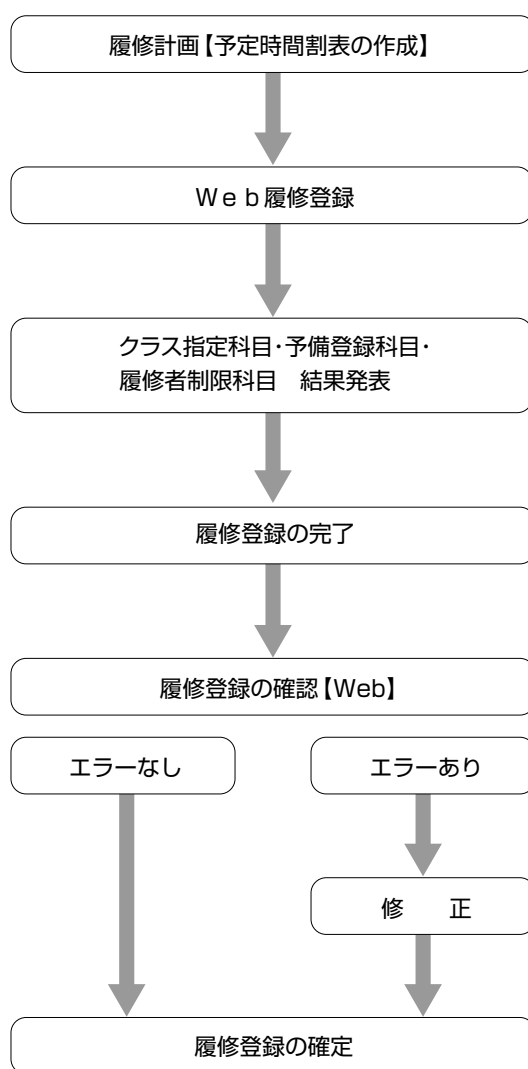 履修計画【予定時間割表の作成】
Ｗｅｂ履修登録
クラス指定科目・予備登録科目・
履修者制限科目　結果発表
履修登録の完了
履修登録の確認【Web】
エラーなし
エラーあり
修　　正
履修登録の確定